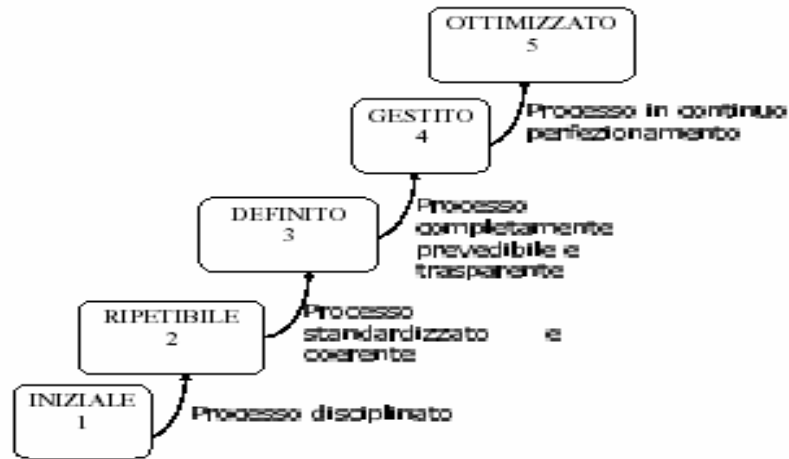 OTTIMIZZATO
5
Processo in continuo
perfezionamento
GESTITO
4
Processo
completamente
prevedibile e
trasparente
DEFINITO
3
Processo
standardizzato e
coerente
RIPETIBILE
2
Processo disciplinato
INIZIALE
1